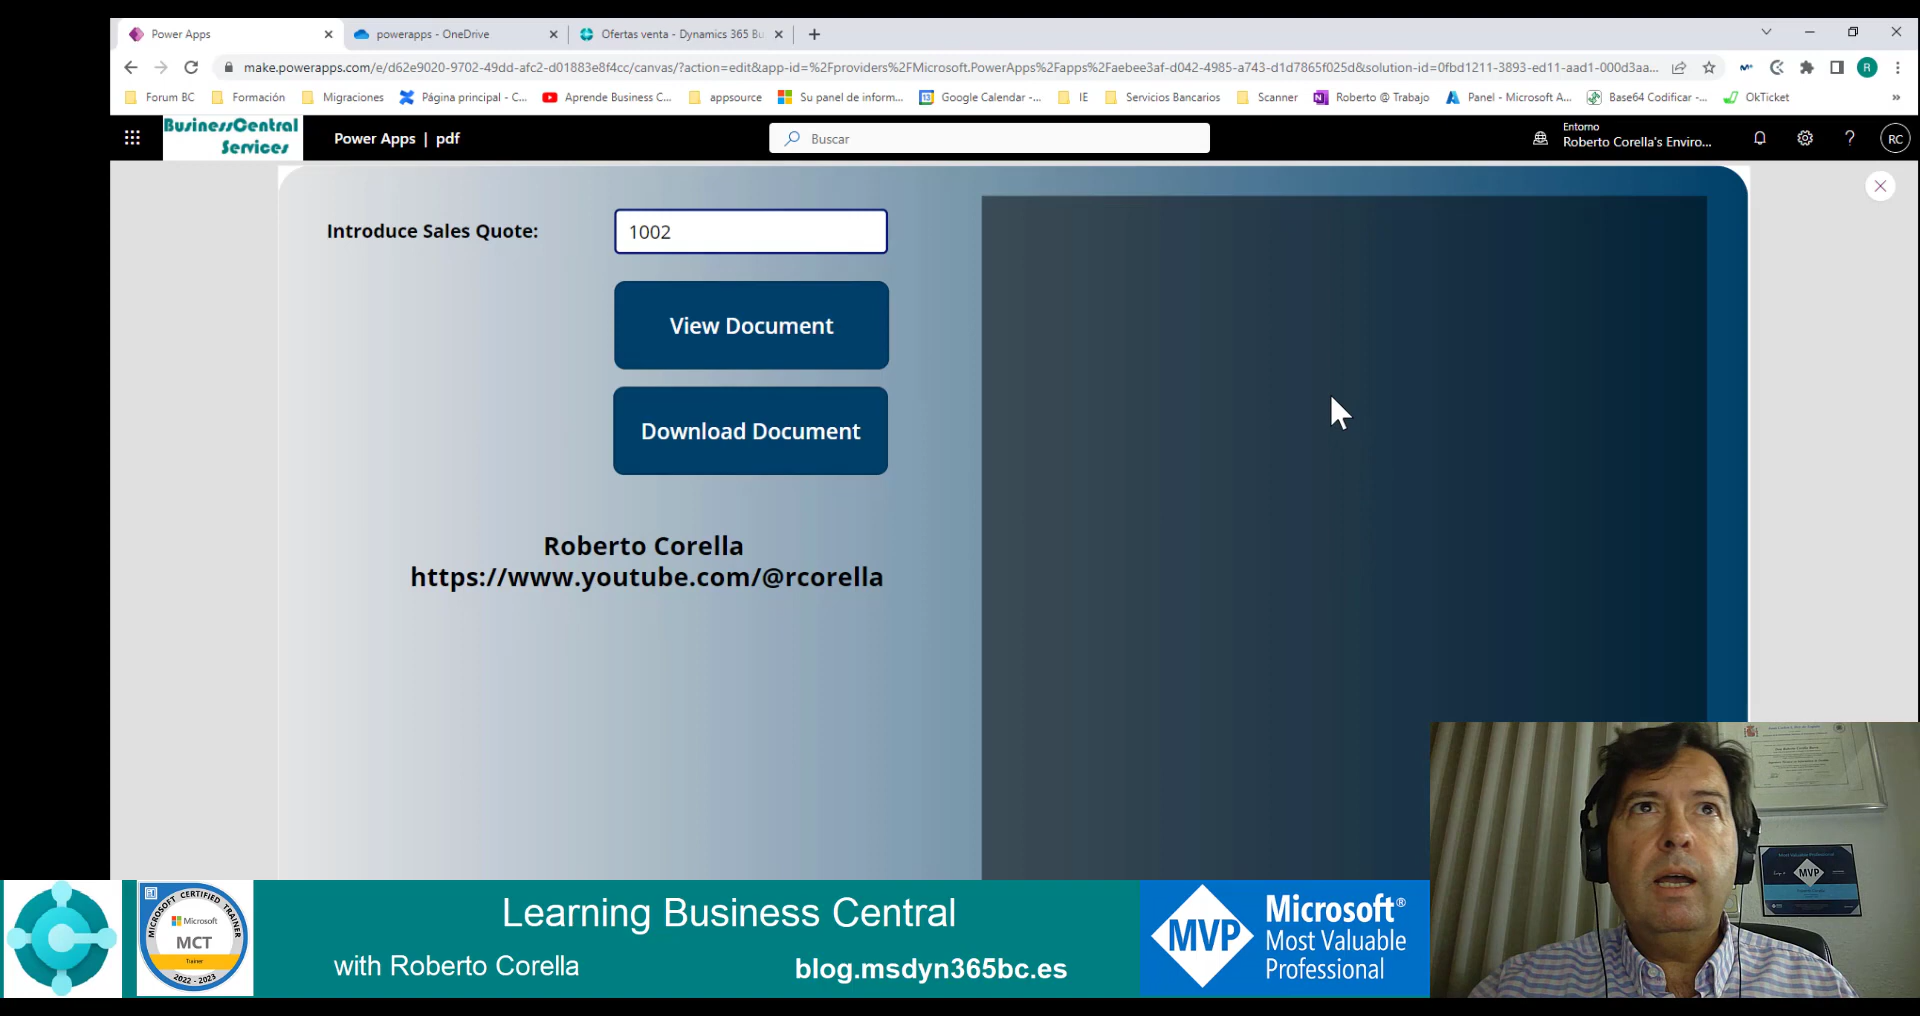 Power Apps
powerapps - OneDrive
Ofertas venta - Dynamics 365 Bu
make.powerapps.com/e/d62e9020-9702-49dd-afc2-d01883e8f4cc/canvas/?action=edit&app-id=%2Fproviders%2FMicrosoft.PowerApps%2Fapps%2Faebee3af-d042-4985-a743-d1d7865f025d&solution-id=0fbd1211-3893-ed11-aad1-000d3aa...
R
Forum BC
Formación
Migraciones
Página principal - C...
Aprende Business C...
appsource
Su panel de inform...
Google Calendar -...
IE
Servicios Bancarios
Scanner
Roberto @ Trabajo
Panel - Microsoft A...
Base64 Codificar -...
OkTicket
»
BusinessCentral
Services
Power Apps | pdf
Buscar
Entorno
Roberto Corella's Enviro...
?
RC
Introduce Sales Quote:
1002
View Document
Download Document
Roberto Corella
https://www.youtube.com/@rcorella
MICROSOFT CERTIFIED TRAINER
Microsoft
MCT
Trainer
2022 - 2023
Learning Business Central
with Roberto Corella
blog.msdyn365bc.es
MVP
Microsoft®
Most Valuable
Professional
MVP